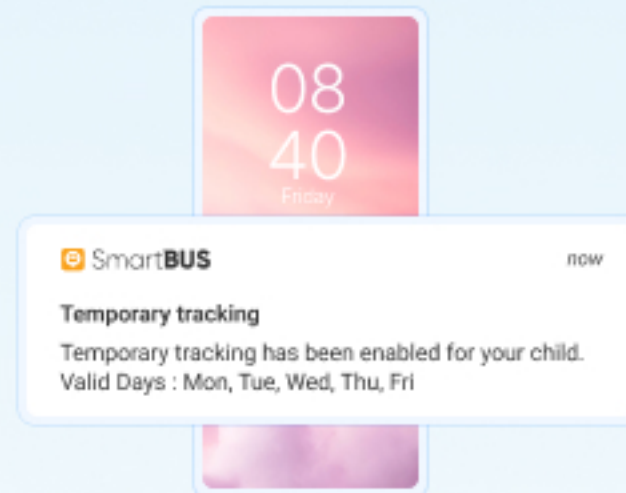 08
40
Friday
SmartBUS
now
Temporary tracking
Temporary tracking has been enabled for your child.
Valid Days : Mon, Tue, Wed, Thu, Fri